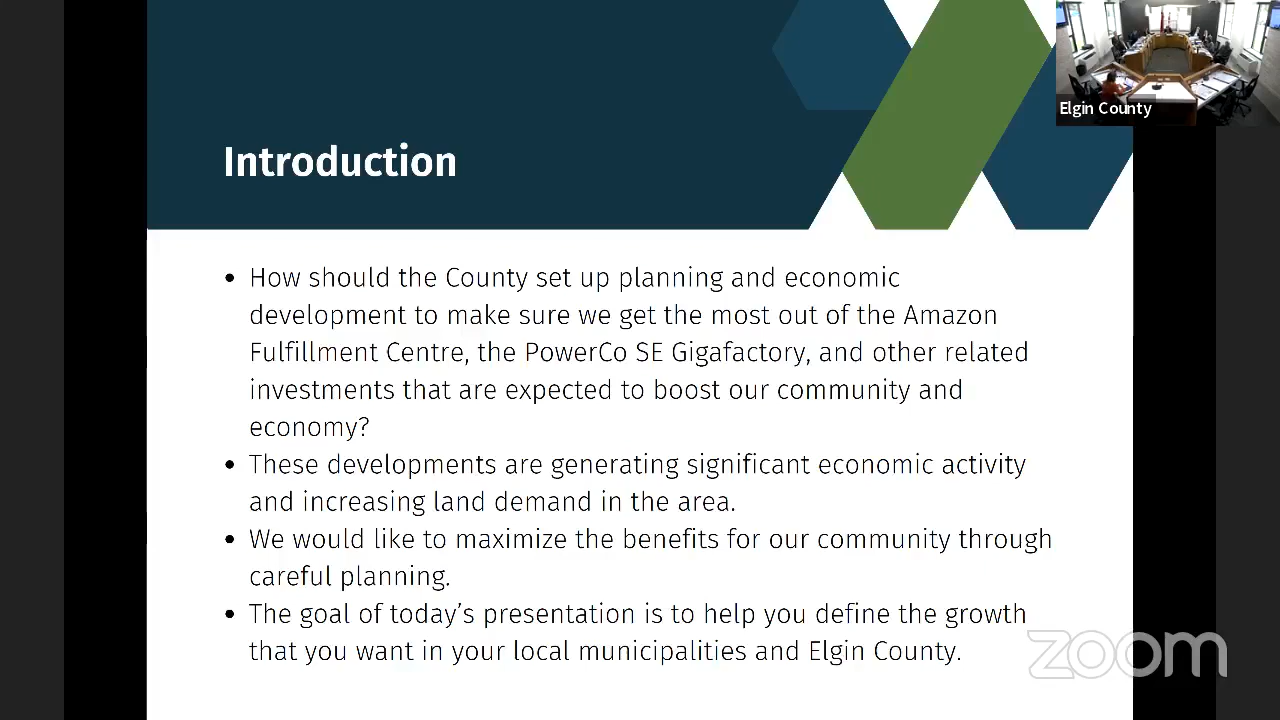 Elgin County
Introduction
• How should the County set up planning and economic
development to make sure we get the most out of the Amazon
Fulfillment Centre, the PowerCo SE Gigafactory, and other related
investments that are expected to boost our community and
economy?
• These developments are generating significant economic activity
and increasing land demand in the area.
• We would like to maximize the benefits for our community through
careful planning.
• The goal of today's presentation is to help you define the growth
that you want in your local municipalities and Elgin County.
zoom